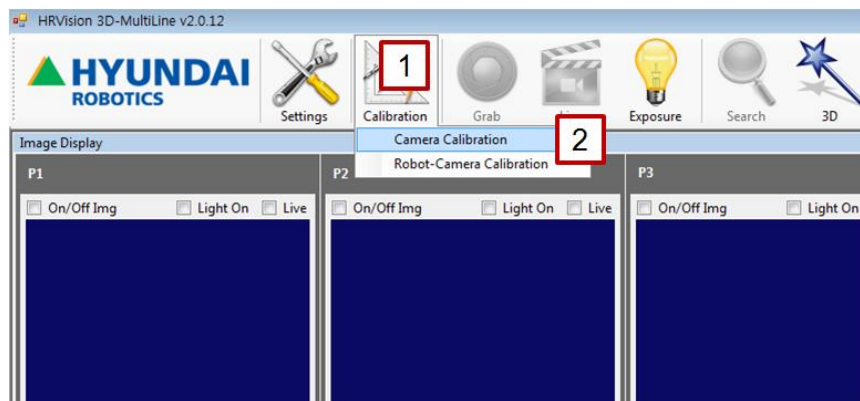 HRVision 3D-MultiLine v2.0.12
HYUNDAI
ROBOTICS
Settings
1
Calibration
Grab
Exposure
Search
3D
Camera Calibration
2
Robot-Camera Calibration
Image Display
P1
P2
P3
On/Off Img
Light On
Live
On/Off Img
Light On
Live
On/Off Img
Light On